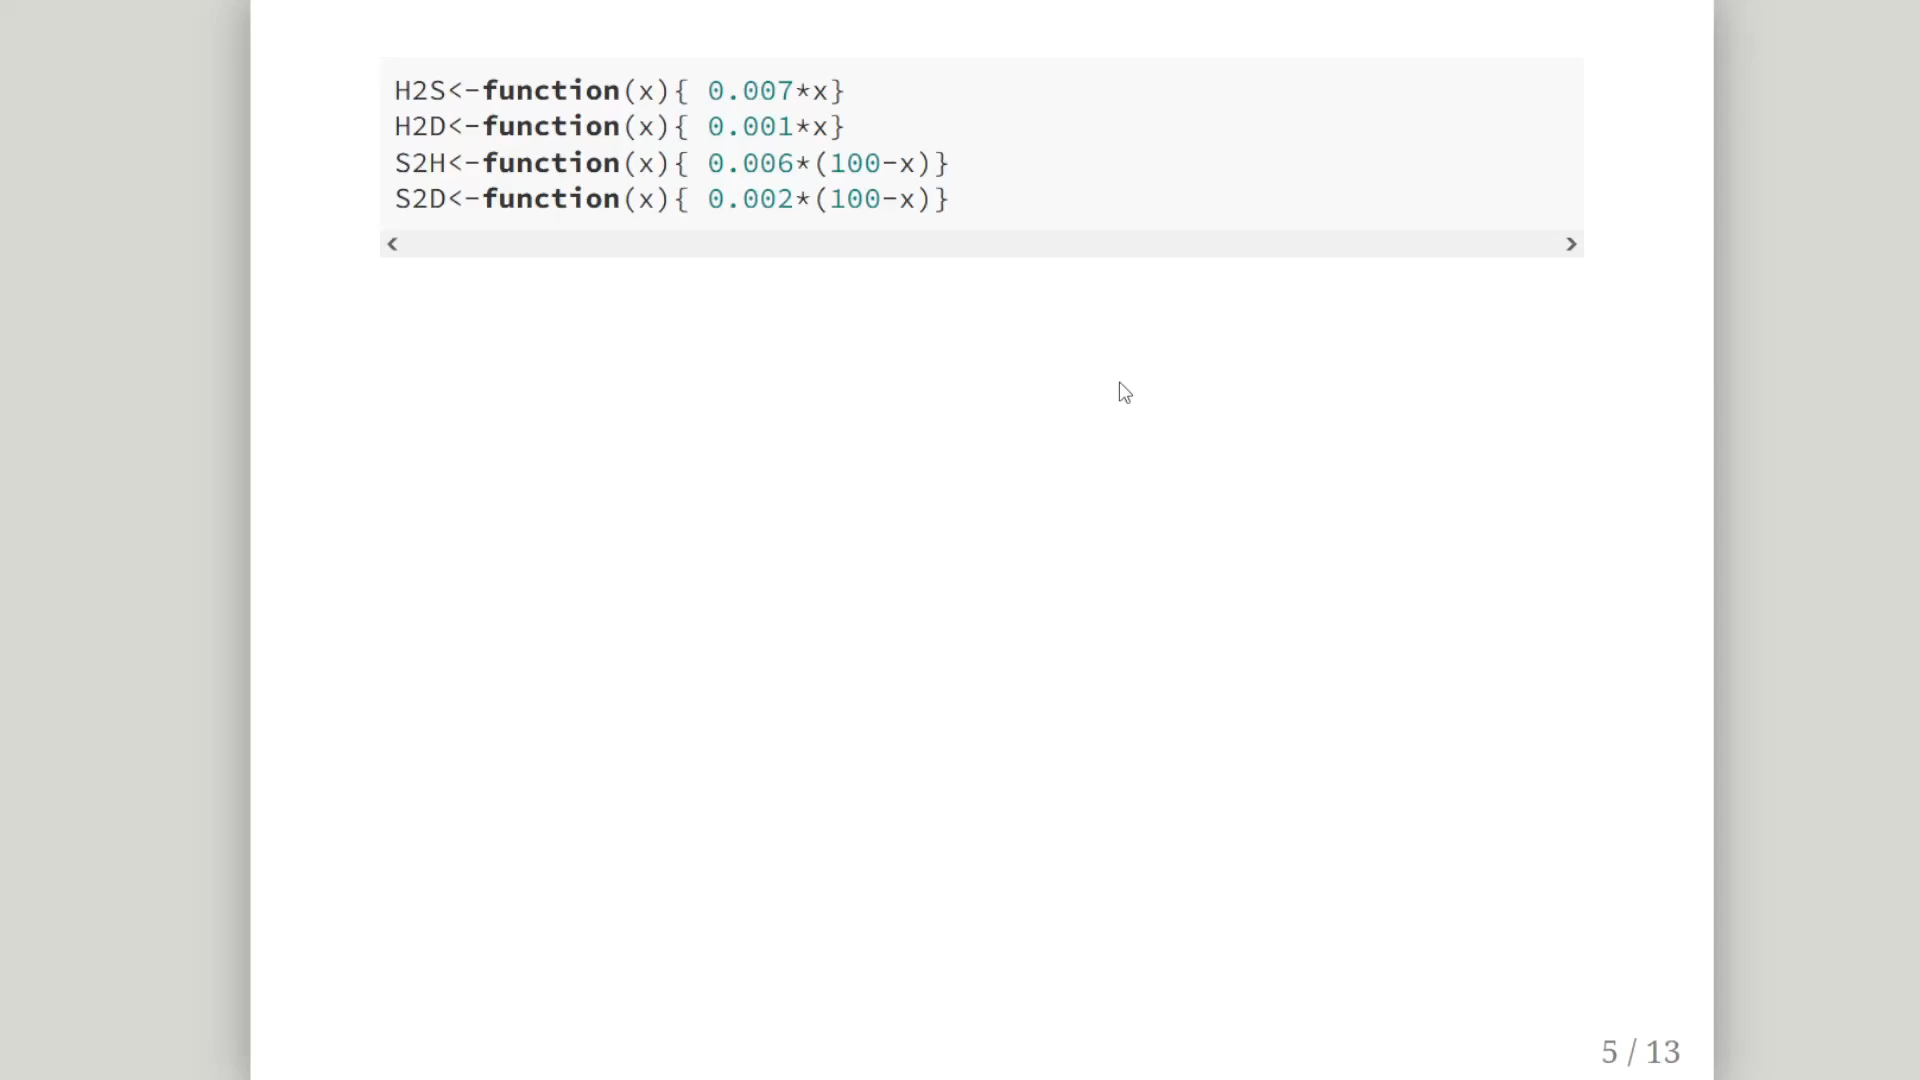 H2S<-function(x){ 0.007*x}
H2D<-function(x){ 0.001*x}
S2H<-function(x){ 0.006*(100-x)}
S2D<-function(x){ 0.002*(100-x)}
5 / 13